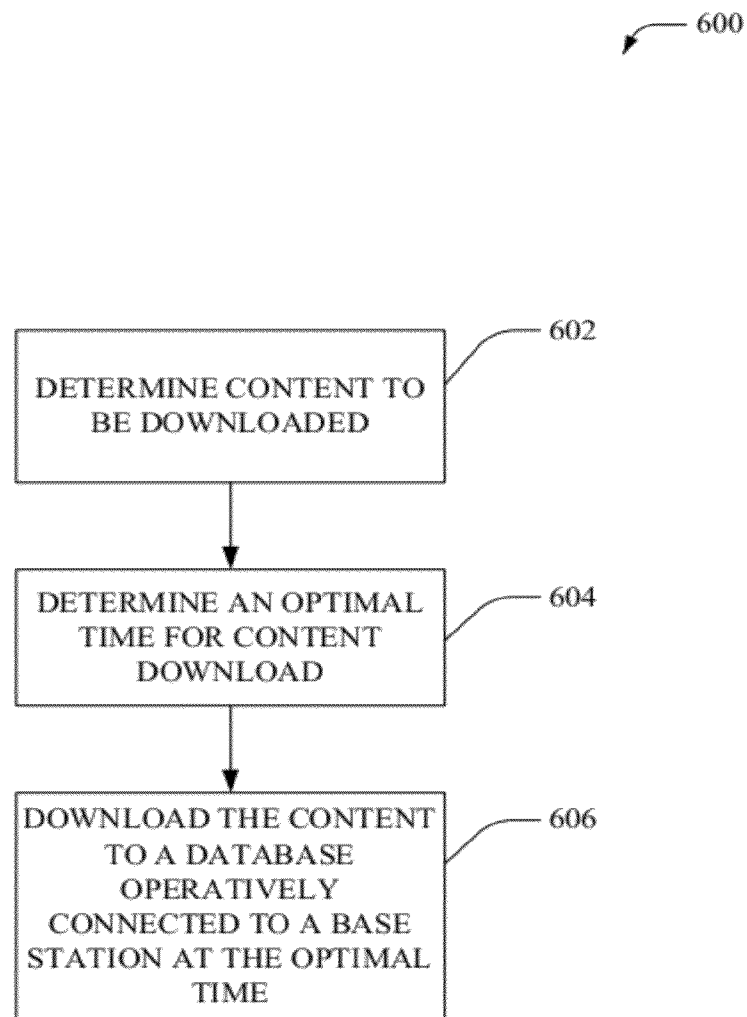 600
602
DETERMINE CONTENT TO
BE DOWNLOADED
604
DETERMINE AN OPTIMAL
TIME FOR CONTENT
DOWNLOAD
606
DOWNLOAD THE CONTENT
TO A DATABASE
OPERATIVELY
CONNECTED TO A BASE
STATION AT THE OPTIMAL
TIME